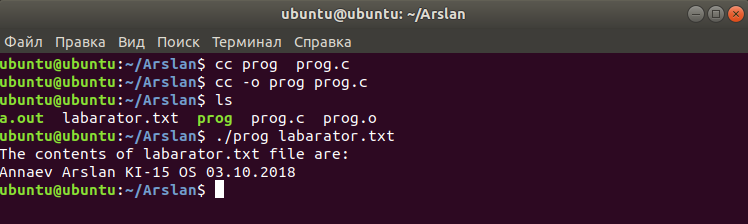 ubuntu@ubuntu: ~/Arslan
Файл Правка Вид Поиск Терминал Справка
ubuntu@ubuntu:~/Arslan$ cc prog  prog.c
ubuntu@ubuntu:~/Arslan$ cc -o prog prog.c
ubuntu@ubuntu:~/Arslan$ ls
a.out  labarator.txt  prog  prog.c  prog.o
ubuntu@ubuntu:~/Arslan$ ./prog labarator.txt
The contents of labarator.txt file are:
Annaev Arslan KI-15 OS 03.10.2018
ubuntu@ubuntu:~/Arslan$